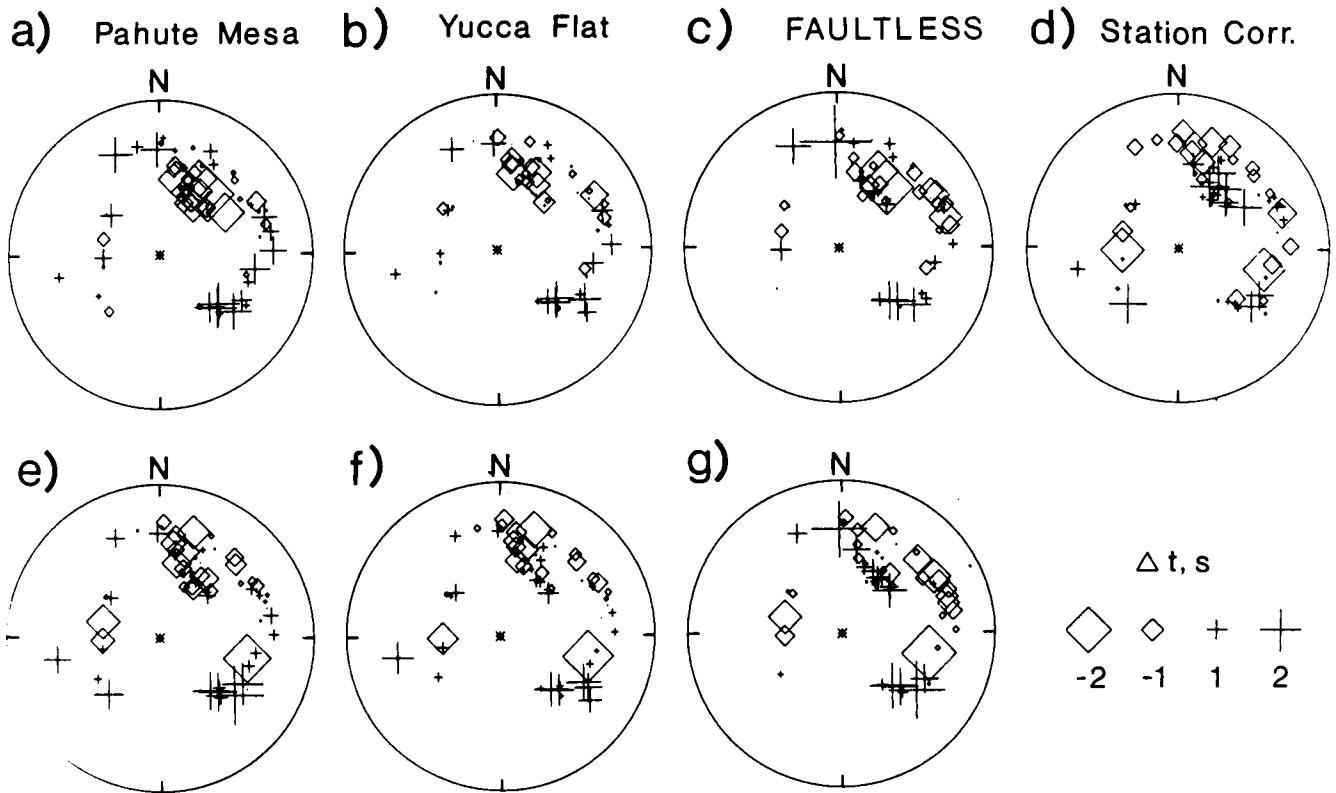 a) Pahute Mesa
b) Yucca Flat
c) FAULTLESS
d) Station Corr.
N
N
N
N
e)
f)
g)
N
N
N
Δ t, s
-2 -1 1 2